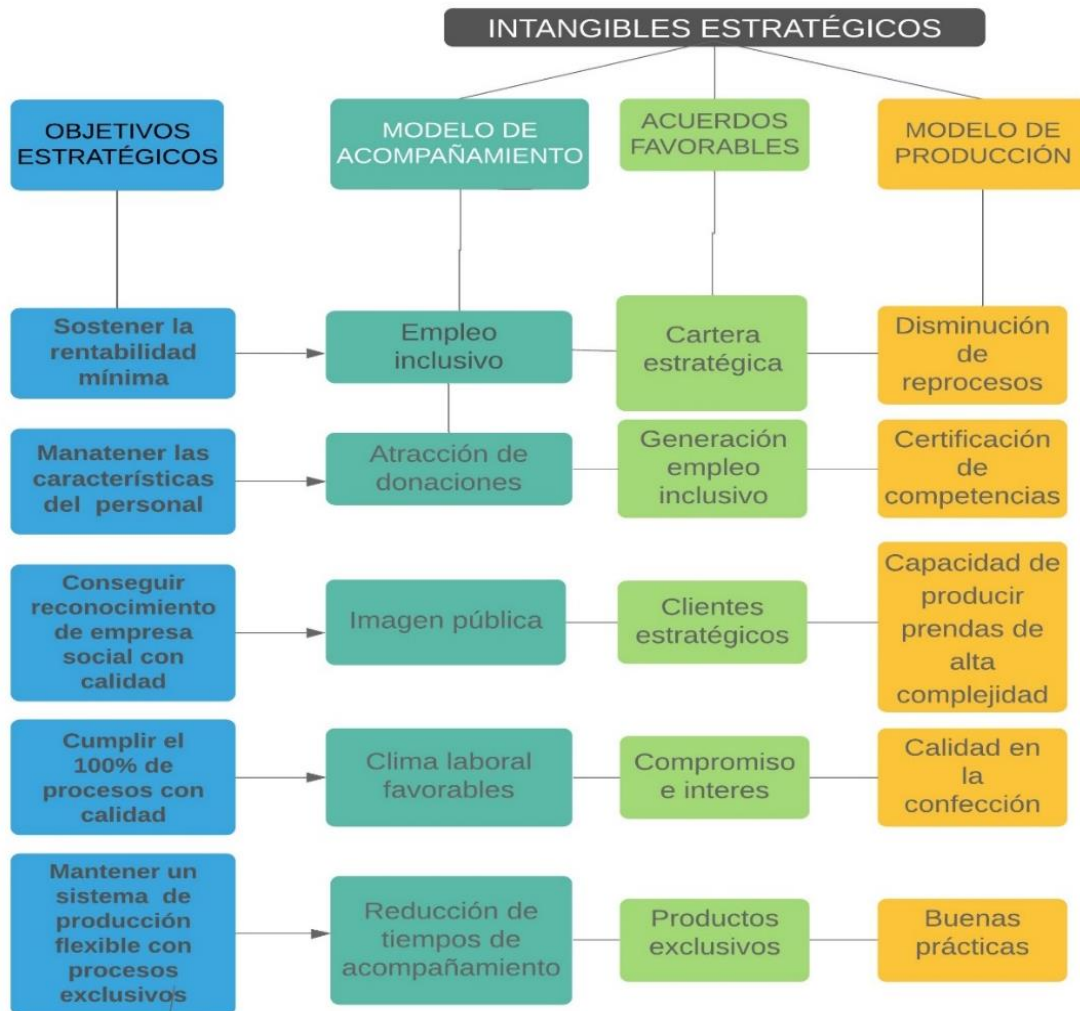 INTANGIBLES ESTRATÉGICOS
OBJETIVOS
ESTRATÉGICOS
MODELO DE
ACOMPAÑAMIENTO
ACUERDOS
FAVORABLES
MODELO DE
PRODUCCIÓN
Sostener la
rentabilidad
mínima
Empleo
inclusivo
Cartera
estratégica
Disminución
de
reprocesos
Manatener las
características
del personal
Atracción de
donaciones
Generación
empleo
inclusivo
Certificación
de
competencias
Conseguir
reconocimiento
de empresa
social con
calidad
Imagen pública
Clientes
estratégicos
Capacidad de
producir
prendas de
alta
complejidad
Cumplir el
100% de
procesos con
calidad
Clima laboral
favorables
Compromiso
e interes
Calidad en
la
confección
Mantener un
sistema de
producción
flexible con
procesos
exclusivos
Reducción de
tiempos de
acompañamiento
Productos
exclusivos
Buenas
prácticas